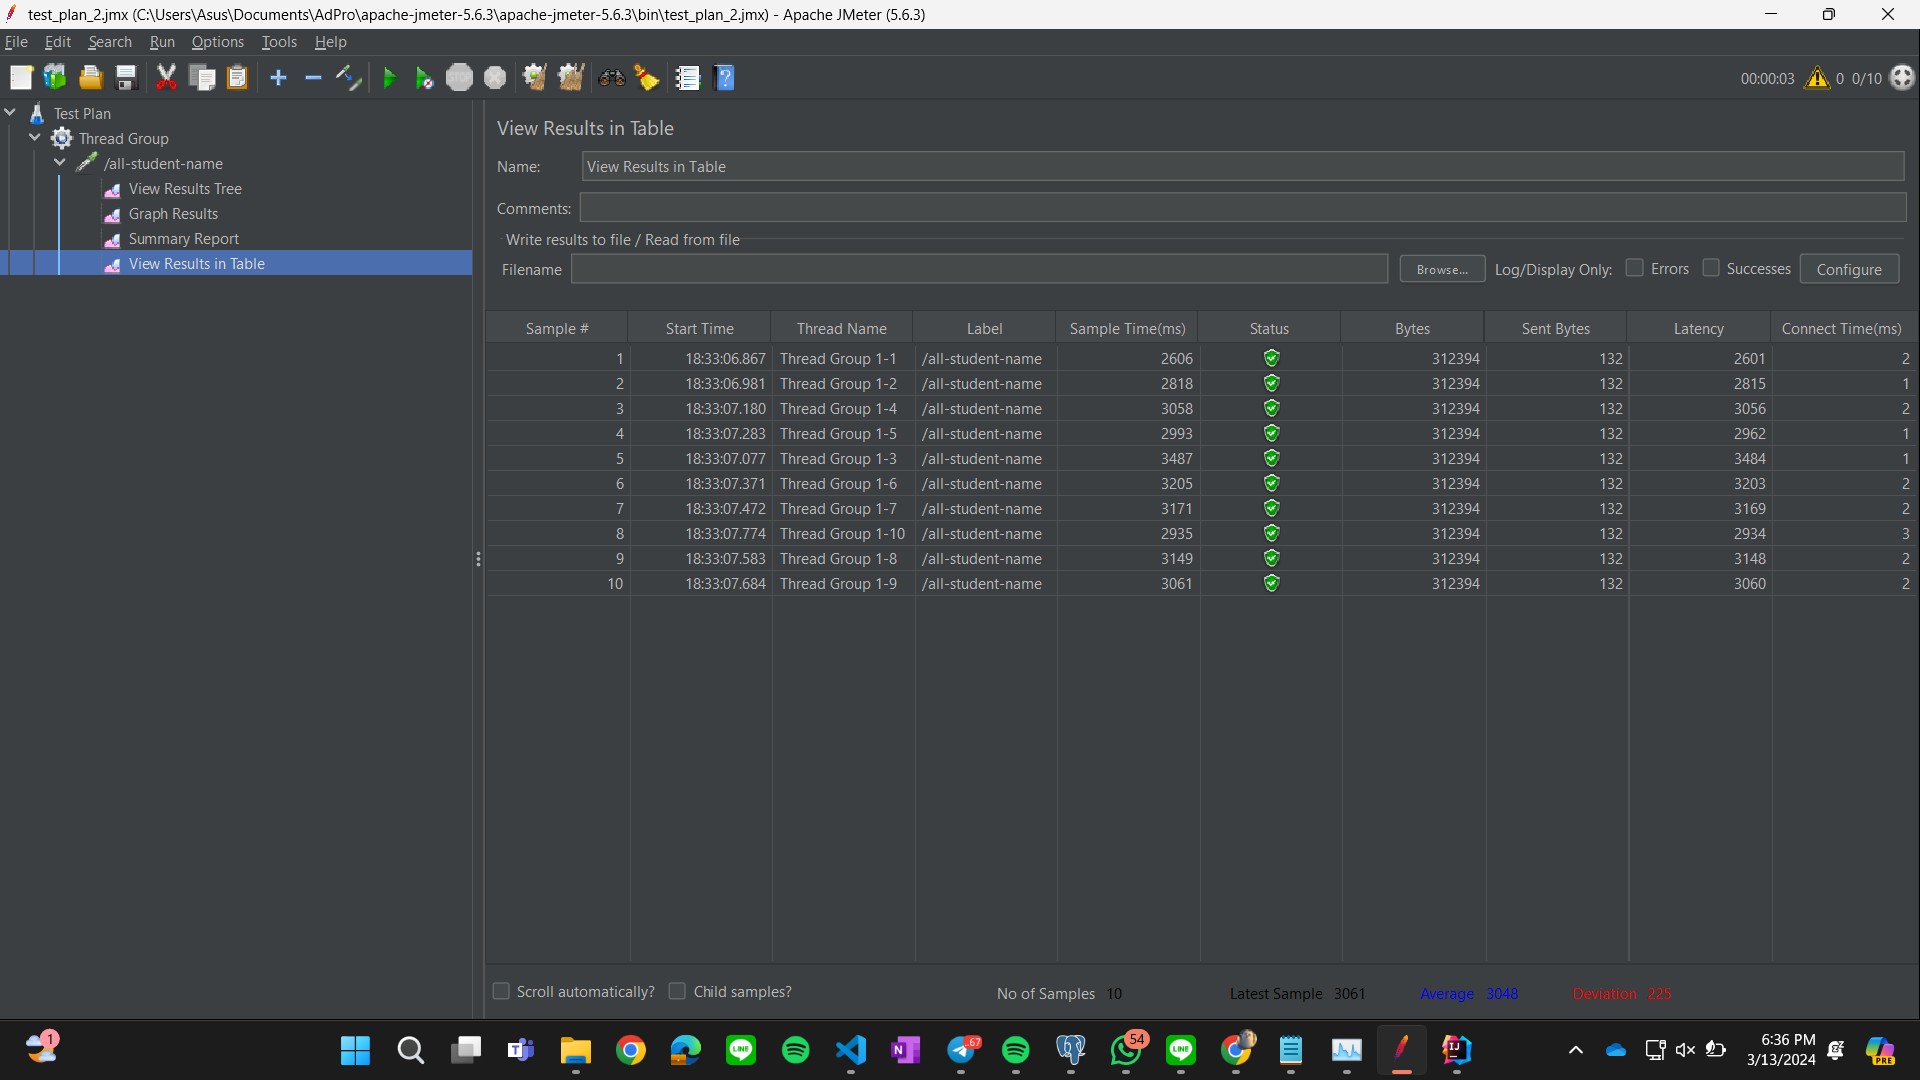 test_plan_2.jmx (C:\Users\Asus\Documents\AdPro\apache-jmeter-5.6.3\apache-jmeter-5.6.3\bin\test_plan_2.jmx) - Apache JMeter (5.6.3)
File Edit Search Run Options Tools Help
STOP 00:00:03 0 0/10
Test Plan
Thread Group
/all-student-name
View Results Tree
Graph Results
Summary Report
View Results in Table
View Results in Table
Name: View Results in Table
Comments:
Write results to file / Read from file
Filename Browse... Log/Display Only: Errors Successes Configure
Sample # Start Time Thread Name Label Sample Time(ms) Status Bytes Sent Bytes Latency Connect Time(ms)
1 18:33:06.867 Thread Group 1-1 /all-student-name 2606 312394 132 2601 2
2 18:33:06.981 Thread Group 1-2 /all-student-name 2818 312394 132 2815 1
3 18:33:07.180 Thread Group 1-4 /all-student-name 3058 312394 132 3056 2
4 18:33:07.283 Thread Group 1-5 /all-student-name 2993 312394 132 2962 1
5 18:33:07.077 Thread Group 1-3 /all-student-name 3487 312394 132 3484 1
6 18:33:07.371 Thread Group 1-6 /all-student-name 3205 312394 132 3203 2
7 18:33:07.472 Thread Group 1-7 /all-student-name 3171 312394 132 3169 2
8 18:33:07.774 Thread Group 1-10 /all-student-name 2935 312394 132 2934 3
9 18:33:07.583 Thread Group 1-8 /all-student-name 3149 312394 132 3148 2
10 18:33:07.684 Thread Group 1-9 /all-student-name 3061 312394 132 3060 2
Scroll automatically? Child samples? No of Samples 10 Latest Sample 3061 Average 3048 Deviation 225
1 LINE N 67 54 LINE IJ 6:36 PM PRE
3/13/2024